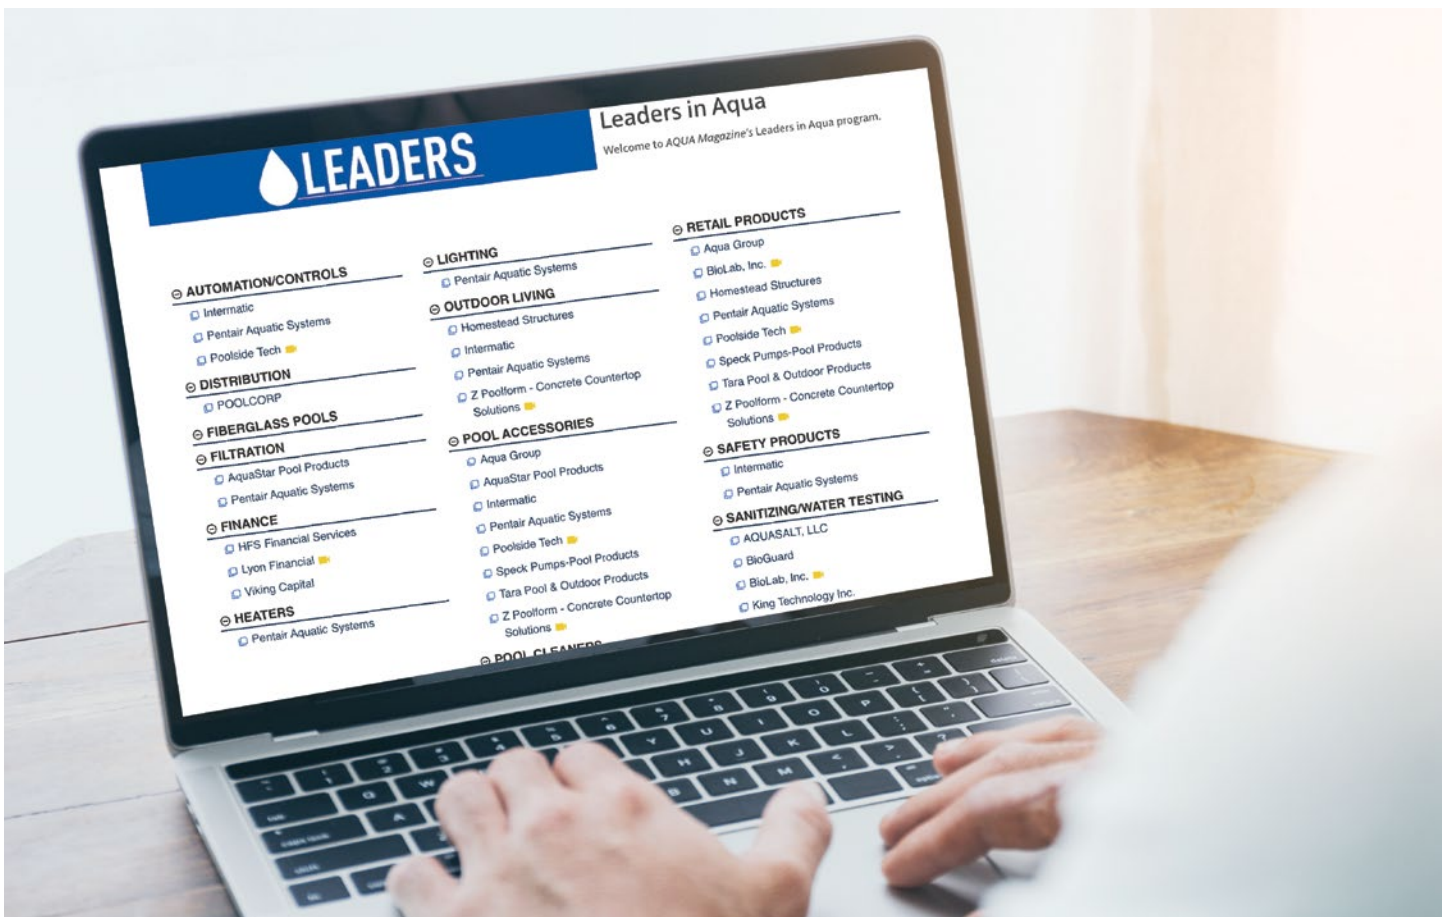 LEADERS
Leaders in Aqua
Welcome to AQUA Magazine's Leaders in Aqua program.
AUTOMATION/CONTROLS
Intermatic
Pentair Aquatic Systems
Poolside Tech
DISTRIBUTION
POOLCORP
FIBERGLASS POOLS
FILTRATION
AquaStar Pool Products
Pentair Aquatic Systems
FINANCE
HFS Financial Services
Lyon Financial
Viking Capital
HEATERS
Pentair Aquatic Systems
LIGHTING
Pentair Aquatic Systems
OUTDOOR LIVING
Homestead Structures
Intermatic
Pentair Aquatic Systems
Z Poolform - Concrete Countertop
Solutions
POOL ACCESSORIES
Aqua Group
AquaStar Pool Products
Intermatic
Pentair Aquatic Systems
Poolside Tech
Speck Pumps-Pool Products
Tara Pool & Outdoor Products
Z Poolform - Concrete Countertop
Solutions
POOL CLEANERS
RETAIL PRODUCTS
Aqua Group
BioLab, Inc.
Homestead Structures
Pentair Aquatic Systems
Poolside Tech
Speck Pumps-Pool Products
Tara Pool & Outdoor Products
Z Poolform - Concrete Countertop
Solutions
SAFETY PRODUCTS
Intermatic
Pentair Aquatic Systems
SANITIZING/WATER TESTING
AQUASALT, LLC
BioGuard
BioLab, Inc.
King Technology Inc.